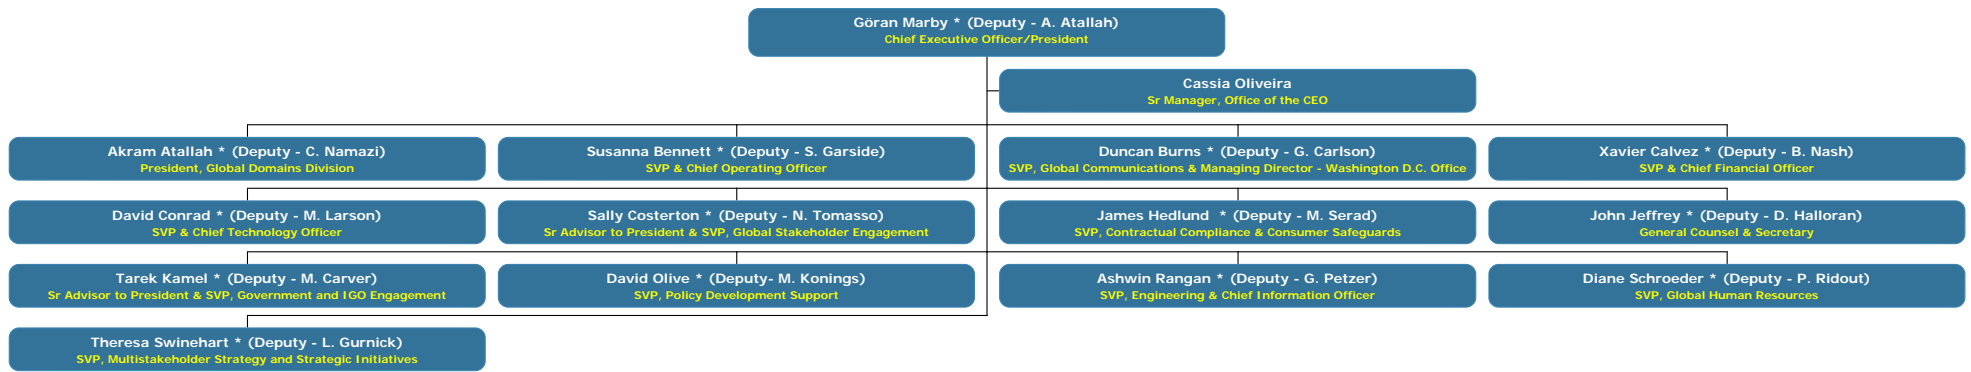 Göran Marby * (Deputy - A. Atallah)
Chief Executive Officer/President
Cassia Oliveira
Sr Manager, Office of the CEO
Akram Atallah * (Deputy - C. Namazi)
President, Global Domains Division
Susanna Bennett * (Deputy - S. Garside)
SVP & Chief Operating Officer
Duncan Burns * (Deputy - G. Carlson)
SVP, Global Communications & Managing Director - Washington D.C. Office
Xavier Calvez * (Deputy - B. Nash)
SVP & Chief Financial Officer
David Conrad * (Deputy - M. Larson)
SVP & Chief Technology Officer
Sally Costerton * (Deputy - N. Tomasso)
Sr Advisor to President & SVP, Global Stakeholder Engagement
James Hedlund  * (Deputy - M. Serad)
SVP, Contractual Compliance & Consumer Safeguards
John Jeffrey * (Deputy - D. Halloran)
General Counsel & Secretary
Tarek Kamel * (Deputy - M. Carver)
Sr Advisor to President & SVP, Government and IGO Engagement
David Olive * (Deputy- M. Konings)
SVP, Policy Development Support
Ashwin Rangan * (Deputy - G. Petzer)
SVP, Engineering & Chief Information Officer
Diane Schroeder * (Deputy - P. Ridout)
SVP, Global Human Resources
Theresa Swinehart * (Deputy - L. Gurnick)
SVP, Multistakeholder Strategy and Strategic Initiatives